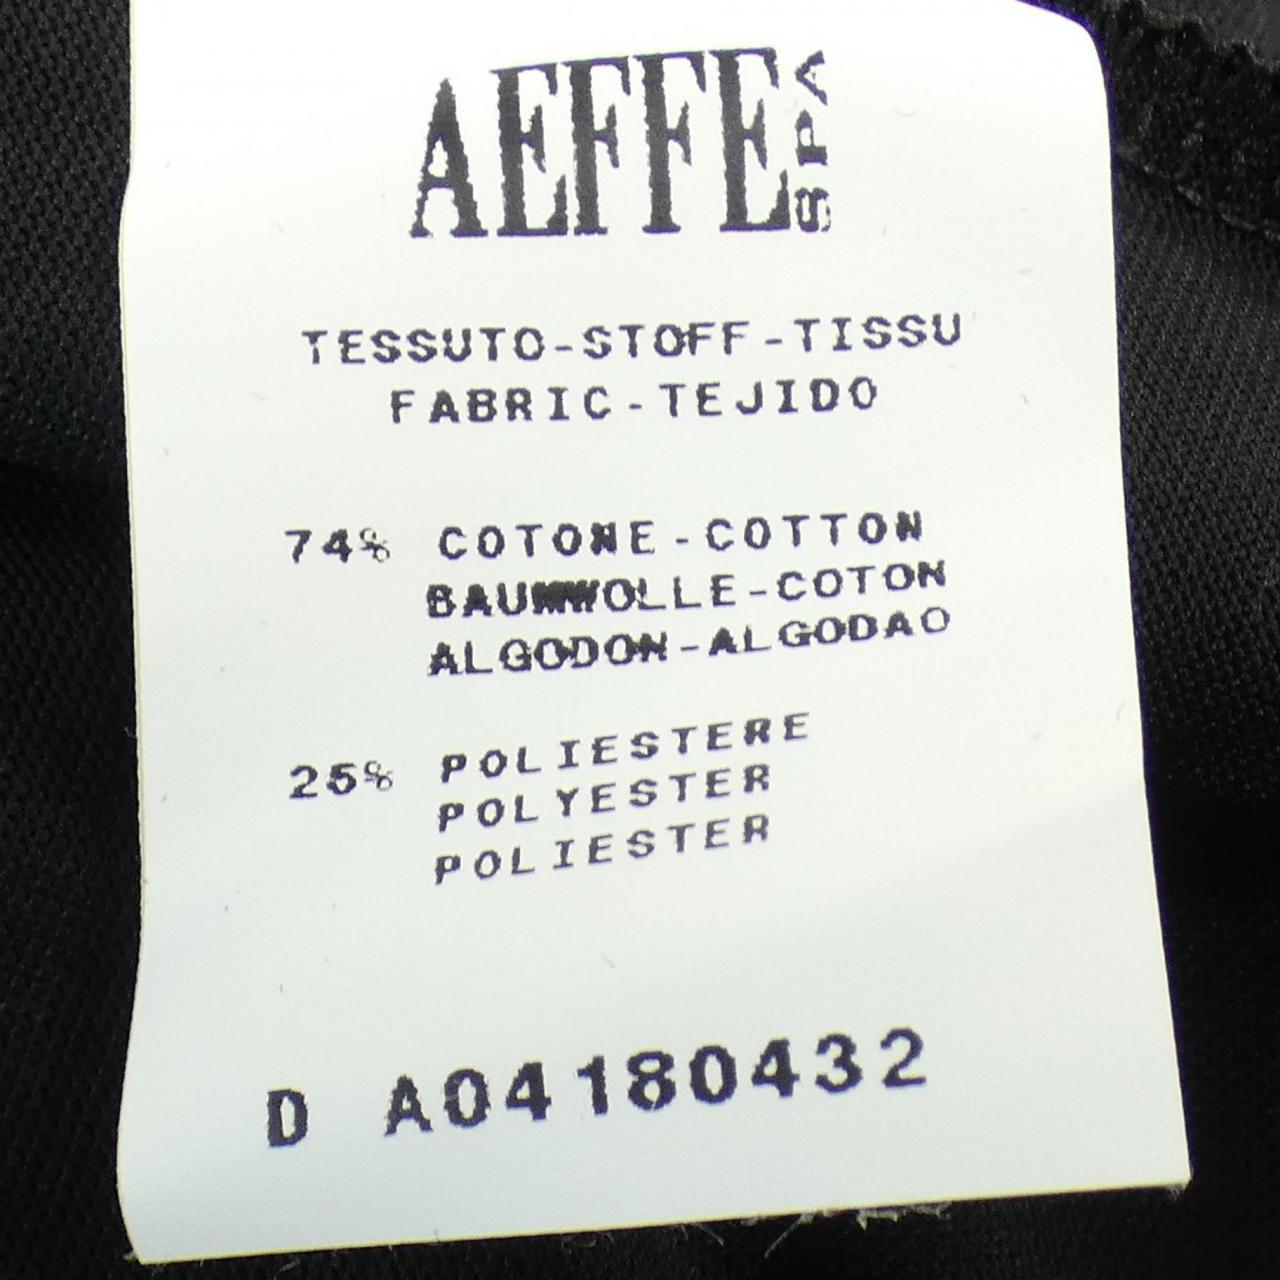 AEFFE SPA
TESSUTO-STOFF-TISSU
FABRIC-TEJIDO
74% COTONE-COTTON
BAUMWOLLE-COTON
ALGODON-ALGODAO
25% POLIESTERE
POLYESTER
POLIESTER
D A04180432